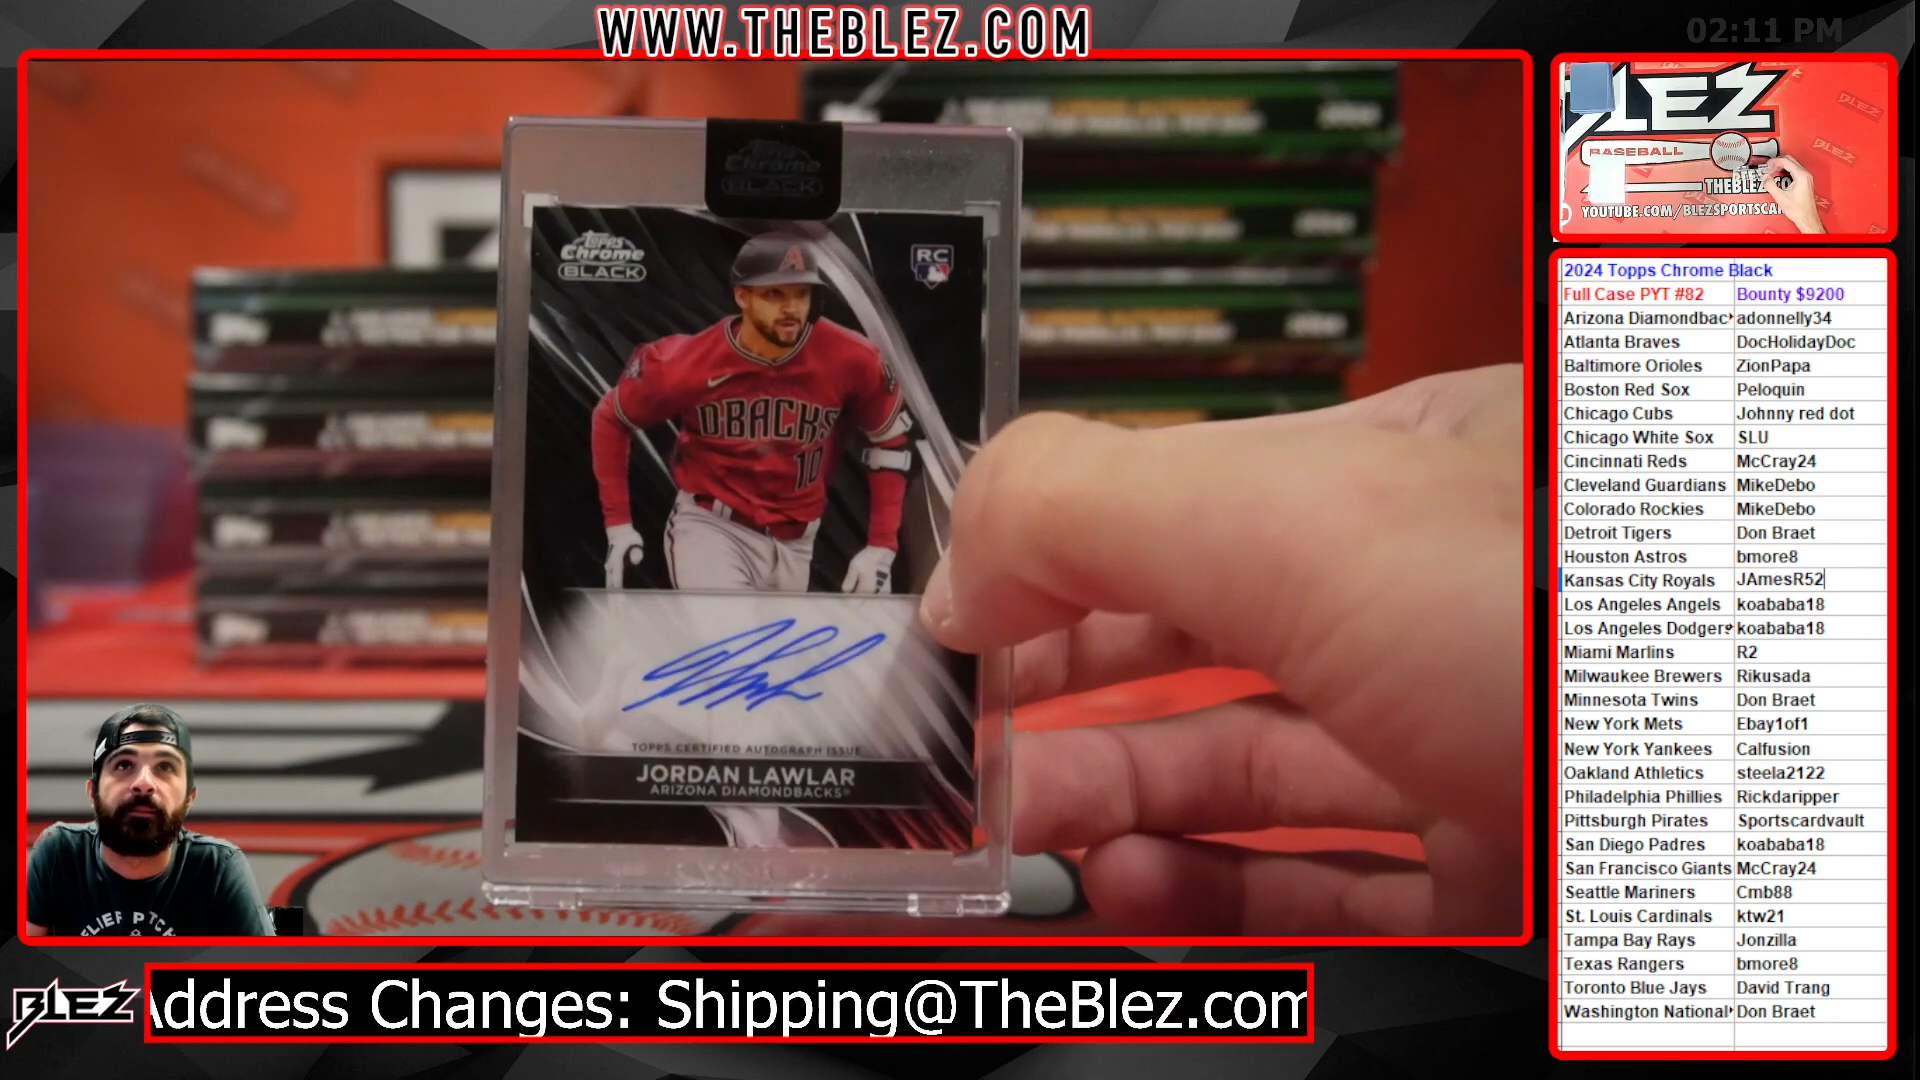 WWW.THEBLEZ.COM
02:11 PM
Topps
Chrome
BLACK
Topps
Chrome
BLACK
RC
A
DBACKS
10
TOPPS CERTIFIED AUTOGRAPH ISSUE
JORDAN LAWLAR
ARIZONA DIAMONDBACKS®
BLEZ
BASEBALL
BLEZ
YOUTUBE.COM/BLEZSPORTSCA
2024 Topps Chrome Black
Full Case PYT #82 Bounty $9200
Arizona Diamondbac adonnelly34
Atlanta Braves DocHolidayDoc
Baltimore Orioles ZionPapa
Boston Red Sox Peloquin
Chicago Cubs Johnny red dot
Chicago White Sox SLU
Cincinnati Reds McCray24
Cleveland Guardians MikeDebo
Colorado Rockies MikeDebo
Detroit Tigers Don Braet
Houston Astros bmore8
Kansas City Royals JAmesR52
Los Angeles Angels koababa18
Los Angeles Dodgers koababa18
Miami Marlins R2
Milwaukee Brewers Rikusada
Minnesota Twins Don Braet
New York Mets Ebay1of1
New York Yankees Calfusion
Oakland Athletics steela2122
Philadelphia Phillies Rickdaripper
Pittsburgh Pirates Sportscardvault
San Diego Padres koababa18
San Francisco Giants McCray24
Seattle Mariners Cmb88
St. Louis Cardinals ktw21
Tampa Bay Rays Jonzilla
Texas Rangers bmore8
Toronto Blue Jays David Trang
Washington National Don Braet
BLEZ
Address Changes: Shipping@TheBlez.com